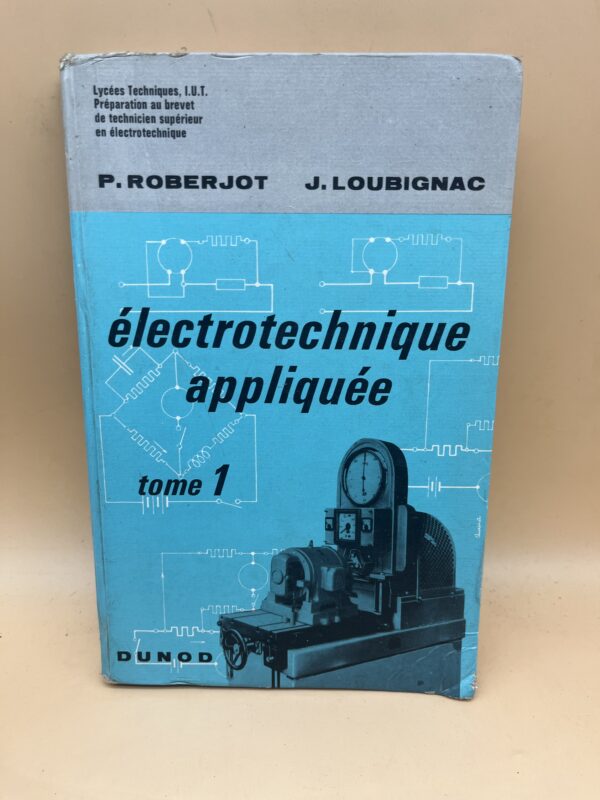 Lycées Techniques, I.U.T.
Préparation au brevet
de technicien supérieur
en électrotechnique
P. ROBERJOT J. LOUBIGNAC
électrotechnique
appliquée
tome 1
DUNOD